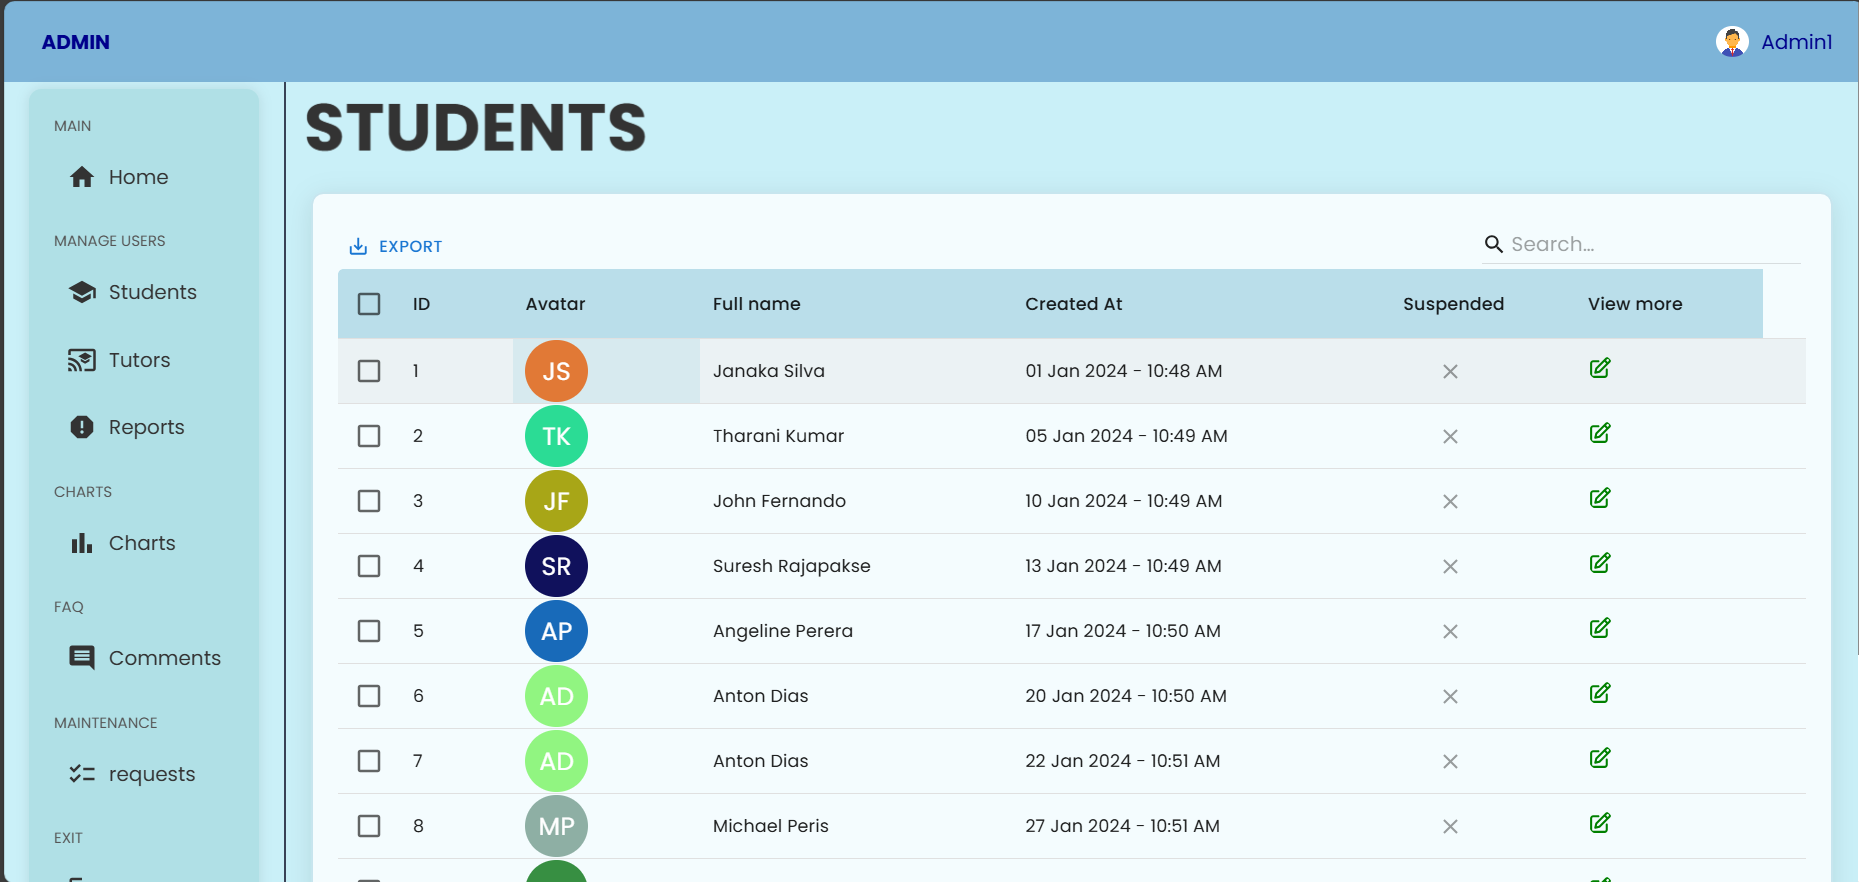 ADMIN
Admin1
MAIN
Home
MANAGE USERS
Students
Tutors
Reports
CHARTS
Charts
FAQ
Comments
MAINTENANCE
requests
EXIT
STUDENTS
EXPORT
Search...
ID Avatar Full name Created At Suspended View more
1 JS Janaka Silva 01 Jan 2024 - 10:48 AM
2 TK Tharani Kumar 05 Jan 2024 - 10:49 AM
3 JF John Fernando 10 Jan 2024 - 10:49 AM
4 SR Suresh Rajapakse 13 Jan 2024 - 10:49 AM
5 AP Angeline Perera 17 Jan 2024 - 10:50 AM
6 AD Anton Dias 20 Jan 2024 - 10:50 AM
7 AD Anton Dias 22 Jan 2024 - 10:51 AM
8 MP Michael Peris 27 Jan 2024 - 10:51 AM